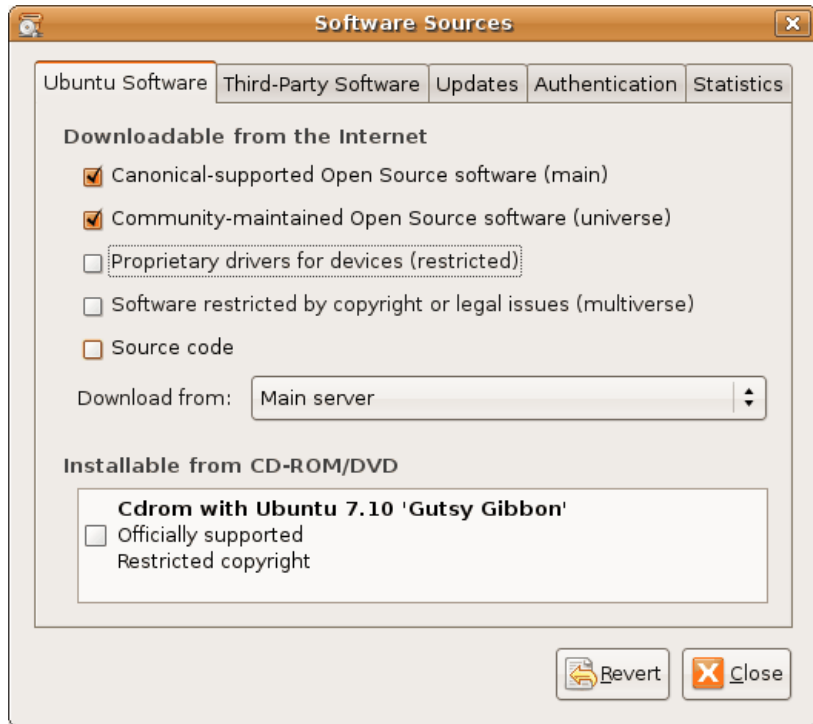 Software Sources
Ubuntu Software
Third-Party Software
Updates
Authentication
Statistics
Downloadable from the Internet
Canonical-supported Open Source software (main)
Community-maintained Open Source software (universe)
Proprietary drivers for devices (restricted)
Software restricted by copyright or legal issues (multiverse)
Source code
Download from: Main server
Installable from CD-ROM/DVD
Cdrom with Ubuntu 7.10 'Gutsy Gibbon'
Officially supported
Restricted copyright
Revert
Close